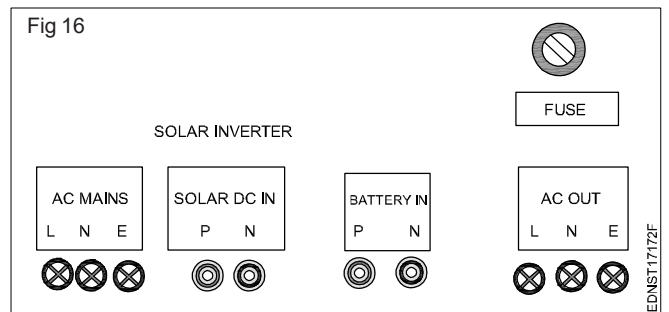 Fig 16
FUSE
SOLAR INVERTER
AC MAINS
L N E
SOLAR DC IN
P N
BATTERY IN
P N
AC OUT
L N E
EDNST17172F